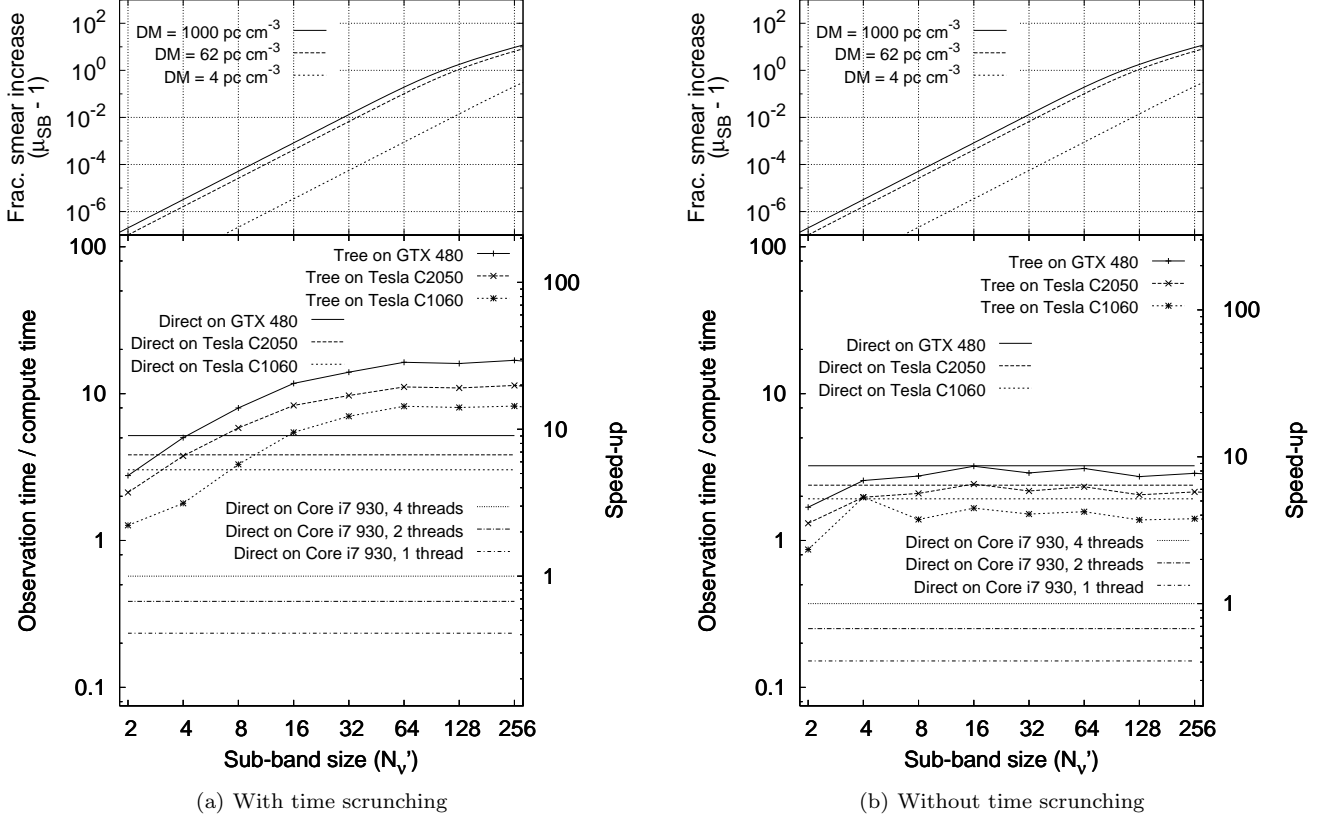 Frac. smear increase
(μSB - 1)
10^2
10^0
10^-2
10^-4
10^-6
DM = 1000 pc cm^-3
DM = 62 pc cm^-3
DM = 4 pc cm^-3
Observation time / compute time
100
10
1
0.1
Tree on GTX 480
Tree on Tesla C2050
Tree on Tesla C1060
Direct on GTX 480
Direct on Tesla C2050
Direct on Tesla C1060
Direct on Core i7 930, 4 threads
Direct on Core i7 930, 2 threads
Direct on Core i7 930, 1 thread
100
10
1
Speed-up
2 4 8 16 32 64 128 256
Sub-band size (Nν')
(a) With time scrunching
Frac. smear increase
(μSB - 1)
10^2
10^0
10^-2
10^-4
10^-6
DM = 1000 pc cm^-3
DM = 62 pc cm^-3
DM = 4 pc cm^-3
Observation time / compute time
100
10
1
0.1
Tree on GTX 480
Tree on Tesla C2050
Tree on Tesla C1060
Direct on GTX 480
Direct on Tesla C2050
Direct on Tesla C1060
Direct on Core i7 930, 4 threads
Direct on Core i7 930, 2 threads
Direct on Core i7 930, 1 thread
100
10
1
Speed-up
2 4 8 16 32 64 128 256
Sub-band size (Nν')
(b) Without time scrunching